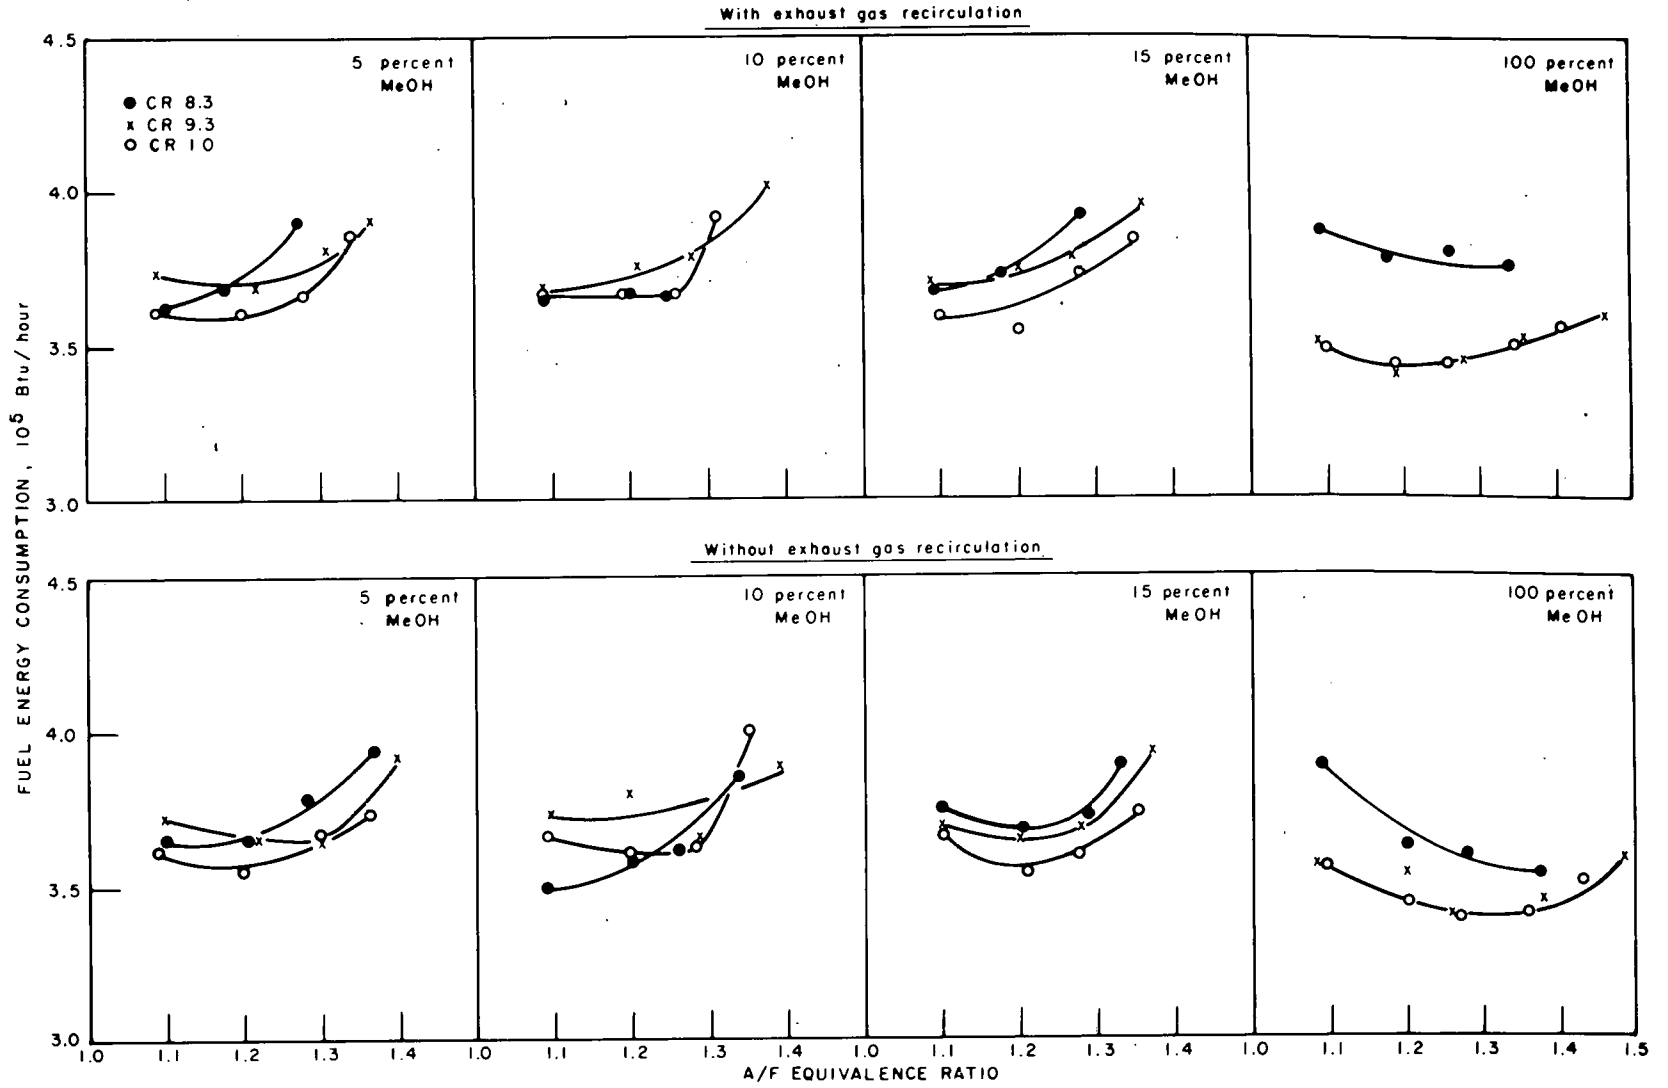 With exhaust gas recirculation
4.5
5 percent
MeOH
10 percent
MeOH
15 percent
MeOH
100 percent
MeOH
● CR 8.3
x CR 9.3
O CR 10
4.0
3.5
3.0
FUEL ENERGY CONSUMPTION, 10⁵ Btu/hour
Without exhaust gas recirculation
4.5
5 percent
MeOH
10 percent
MeOH
15 percent
MeOH
100 percent
MeOH
4.0
3.5
3.0
1.0 1.1 1.2 1.3 1.4 1.0 1.1 1.2 1.3 1.0 1.1 1.2 1.3 1.4 1.0 1.1 1.2 1.3 1.4 1.5
A/F EQUIVALENCE RATIO